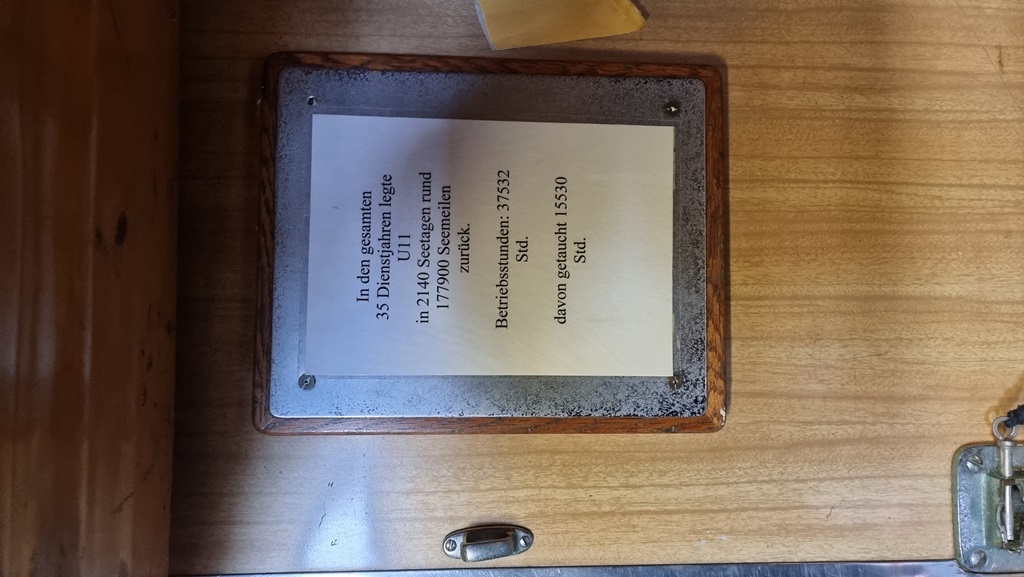 In den gesamten
35 Dienstjahren legte
U11
in 2140 Seetagen rund
177900 Seemeilen
zurück.
Betriebsstunden: 37532
Std.
davon getaucht 15530
Std.